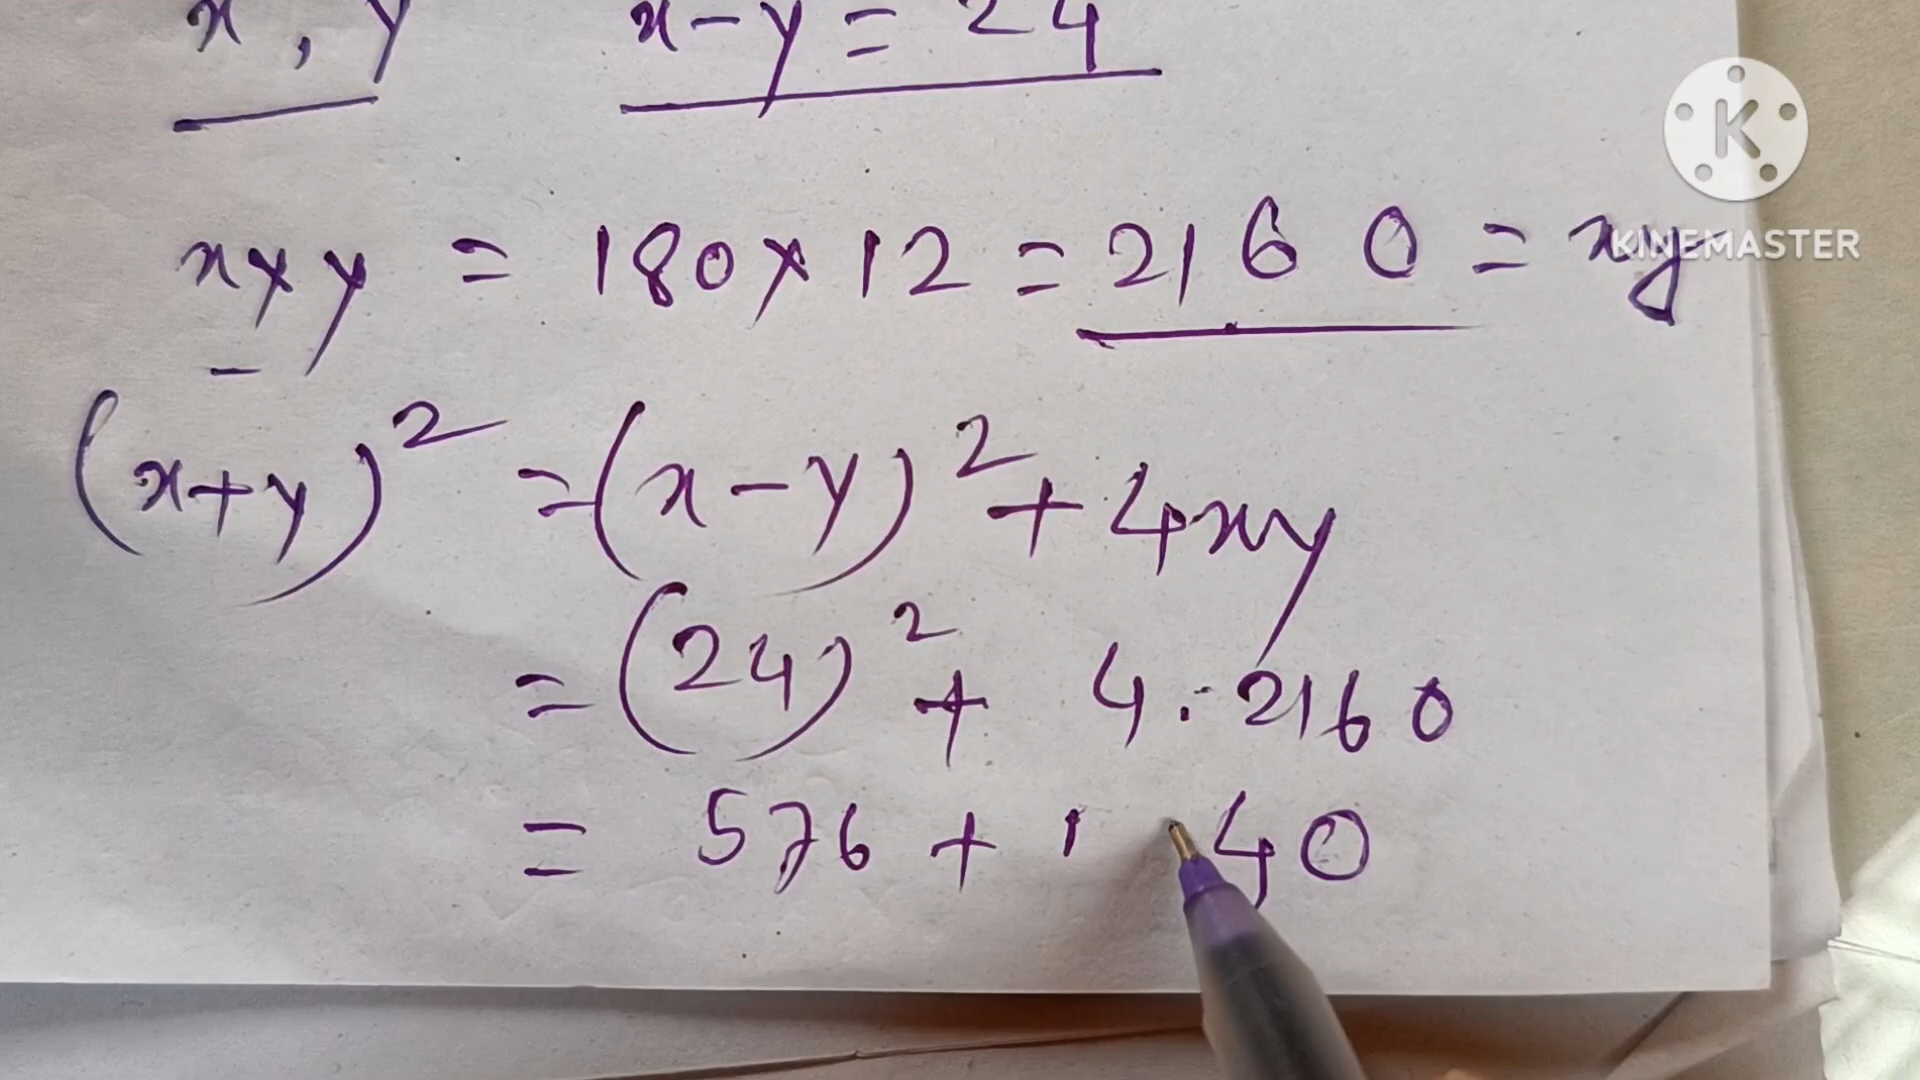 x, y x-y = 24
K
KINEMASTER
x×y = 180×12 = 2160 = xy
(x+y)² = (x-y)² + 4xy
= (24)² + 4.2160
= 576 + 1 40